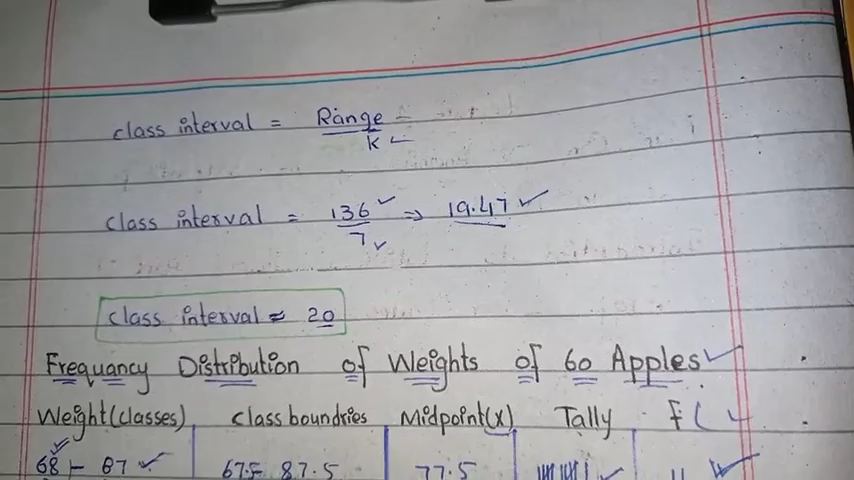 class interval = Range
K
class interval = 136 => 19.47
7
class interval ≈ 20
Frequancy Distribution of Weights of 60 Apples
Weight(classes) class boundries Midpoint(x) Tally F(
68 - 87 67.5- 87.5 77.5